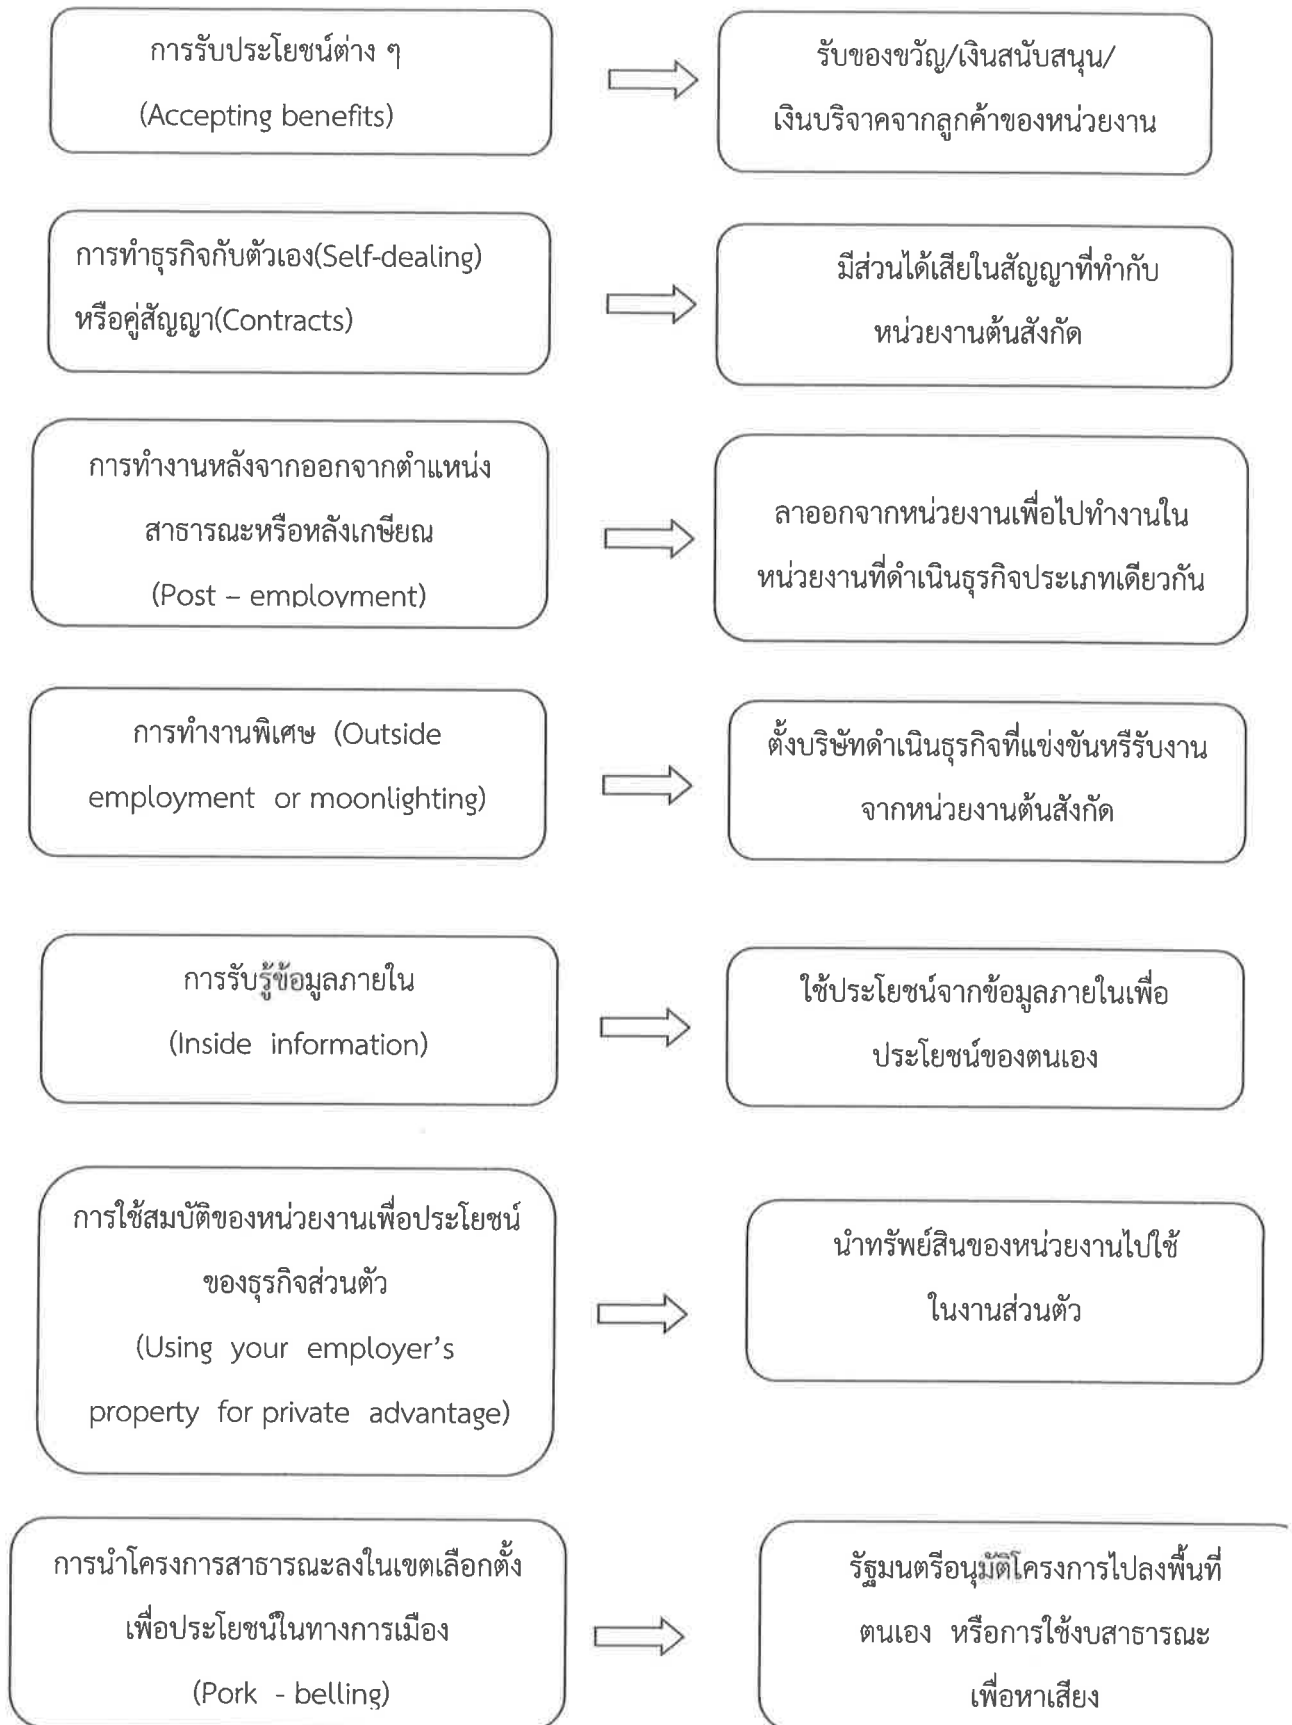 การรับประโยชน์ต่าง ๆ
(Accepting benefits)
รับของขวัญ/เงินสนับสนุน/
เงินบริจาคจากลูกค้าของหน่วยงาน
การทำธุรกิจกับตัวเอง(Self-dealing)
หรือคู่สัญญา(Contracts)
มีส่วนได้เสียในสัญญาที่ทำกับ
หน่วยงานต้นสังกัด
การทำงานหลังจากออกจากตำแหน่ง
สาธารณะหรือหลังเกษียณ
(Post – employment)
ลาออกจากหน่วยงานเพื่อไปทำงานใน
หน่วยงานที่ดำเนินธุรกิจประเภทเดียวกัน
การทำงานพิเศษ (Outside
employment or moonlighting)
ตั้งบริษัทดำเนินธุรกิจที่แข่งขันหรืรับงาน
จากหน่วยงานต้นสังกัด
การรับรู้ข้อมูลภายใน
(Inside information)
ใช้ประโยชน์จากข้อมูลภายในเพื่อ
ประโยชน์ของตนเอง
การใช้สมบัติของหน่วยงานเพื่อประโยชน์
ของธุรกิจส่วนตัว
(Using your employer's
property for private advantage)
นำทรัพย์สินของหน่วยงานไปใช้
ในงานส่วนตัว
การนำโครงการสาธารณะลงในเขตเลือกตั้ง
เพื่อประโยชน์ในทางการเมือง
(Pork - belling)
รัฐมนตรีอนุมัติโครงการไปลงพื้นที่
ตนเอง หรือการใช้งบสาธารณะ
เพื่อหาเสียง